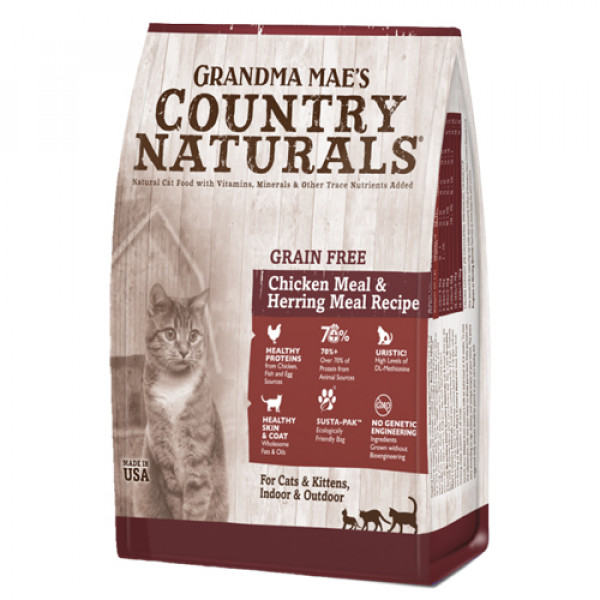 GRANDMA MAE'S
COUNTRY
NATURALS®
Natural Cat Food with Vitamins, Minerals & Other Trace Nutrients Added
GRAIN FREE
Chicken Meal &
Herring Meal Recipe
HEALTHY
PROTEINS
from Chicken,
Fish and Egg
Sources
70%
70%+
Over 70% of
Protein from
Animal Sources
URISTIC!
High Levels of
DL-Methionine
HEALTHY
SKIN
& COAT
Wholesome
Fats & Oils
SUSTA-PAK™
Ecologically
Friendly Bag
GMO
NO GENETIC
ENGINEERING
Ingredients
Grown without
Bioengineering
MADE IN
USA
For Cats & Kittens,
Indoor & Outdoor